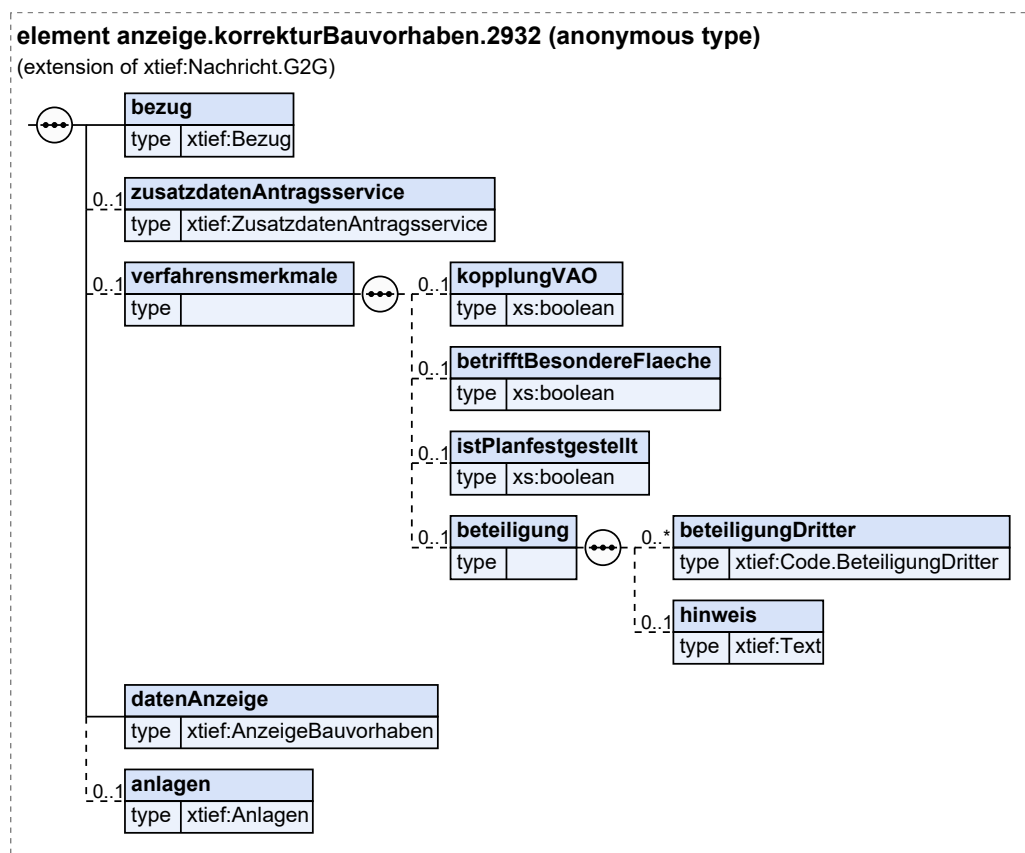 element anzeige.korrekturBauvorhaben.2932 (anonymous type)
(extension of xtief:Nachricht.G2G)
bezug
type xtief:Bezug
0..1 zusatzdatenAntragsservice
type xtief:ZusatzdatenAntragsservice
0..1 verfahrensmerkmale
type
0..1 kopplungVAO
type xs:boolean
0..1 betrifftBesondereFlaeche
type xs:boolean
0..1 istPlanfestgestellt
type xs:boolean
0..1 beteiligung
type
0..* beteiligungDritter
type xtief:Code.BeteiligungDritter
0..1 hinweis
type xtief:Text
datenAnzeige
type xtief:AnzeigeBauvorhaben
0..1 anlagen
type xtief:Anlagen